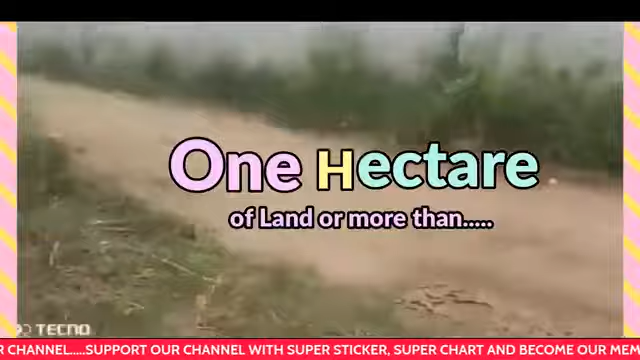 One Hectare
of Land or more than.....
TECNO
R CHANNEL.....SUPPORT OUR CHANNEL WITH SUPER STICKER, SUPER CHART AND BECOME OUR MEM